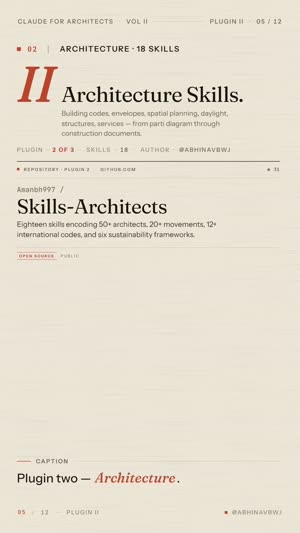 CLAUDE FOR ARCHITECTS · VOL II
PLUGIN II · 05 / 12
02 | ARCHITECTURE · 18 SKILLS
II Architecture Skills.
Building codes, envelopes, spatial planning, daylight,
structures, services — from parti diagram through
construction documents.
PLUGIN · 2 OF 3 · SKILLS · 18 AUTHOR · @ABHINAVBWJ
REPOSITORY · PLUGIN 2 GITHUB.COM ★ 31
Amanbh997 /
Skills-Architects
Eighteen skills encoding 50+ architects, 20+ movements, 12+
international codes, and six sustainability frameworks.
OPEN SOURCE PUBLIC
CAPTION
Plugin two — Architecture.
05 / 12 · PLUGIN II
@ABHINAVBWJ